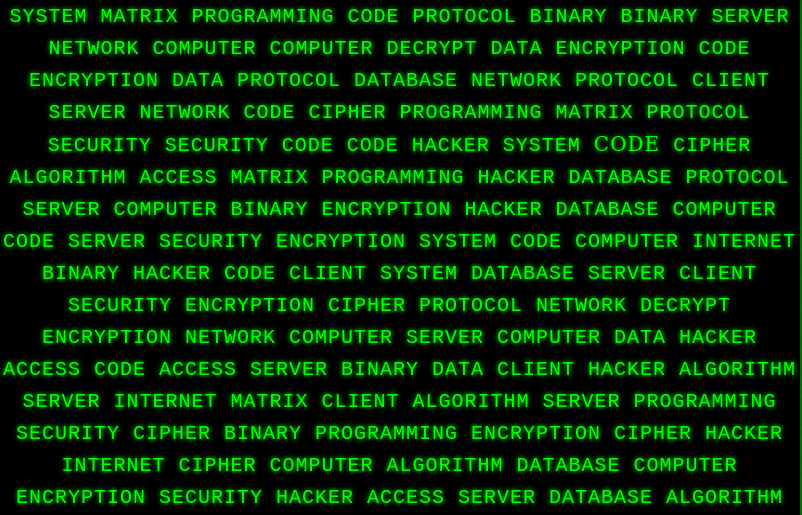 SYSTEM MATRIX PROGRAMMING CODE PROTOCOL BINARY BINARY SERVER
NETWORK COMPUTER COMPUTER DECRYPT DATA ENCRYPTION CODE
ENCRYPTION DATA PROTOCOL DATABASE NETWORK PROTOCOL CLIENT
SERVER NETWORK CODE CIPHER PROGRAMMING MATRIX PROTOCOL
SECURITY SECURITY CODE CODE HACKER SYSTEM CODE CIPHER
ALGORITHM ACCESS MATRIX PROGRAMMING HACKER DATABASE PROTOCOL
SERVER COMPUTER BINARY ENCRYPTION HACKER DATABASE COMPUTER
CODE SERVER SECURITY ENCRYPTION SYSTEM CODE COMPUTER INTERNET
BINARY HACKER CODE CLIENT SYSTEM DATABASE SERVER CLIENT
SECURITY ENCRYPTION CIPHER PROTOCOL NETWORK DECRYPT
ENCRYPTION NETWORK COMPUTER SERVER COMPUTER DATA HACKER
ACCESS CODE ACCESS SERVER BINARY DATA CLIENT HACKER ALGORITHM
SERVER INTERNET MATRIX CLIENT ALGORITHM SERVER PROGRAMMING
SECURITY CIPHER BINARY PROGRAMMING ENCRYPTION CIPHER HACKER
INTERNET CIPHER COMPUTER ALGORITHM DATABASE COMPUTER
ENCRYPTION SECURITY HACKER ACCESS SERVER DATABASE ALGORITHM